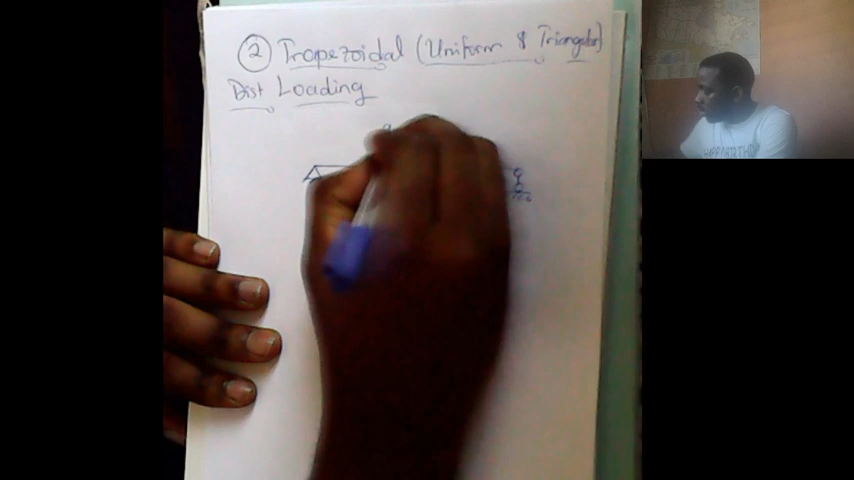 ② Trapezoidal (Uniform & Triangular)
Dist Loading